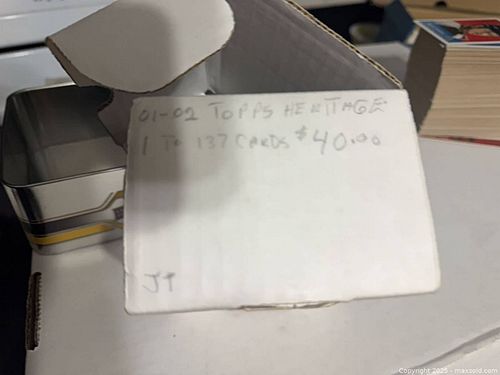 01-02 TOPPS HERITAGE
1 TO 137 CARDS $40.00
JT
Copyright 2025 - maxsold.com